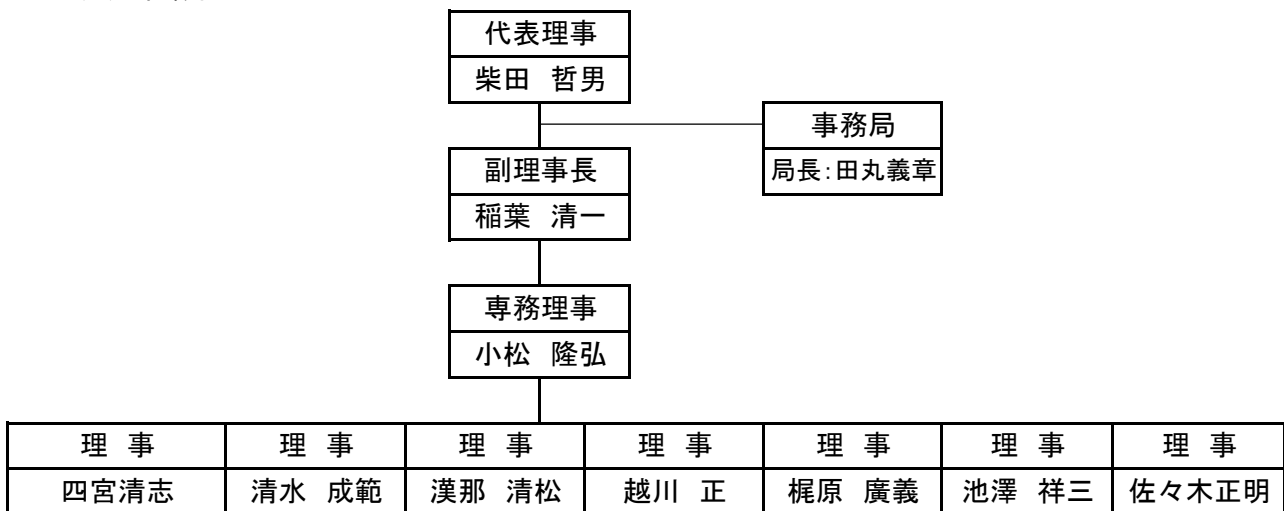 代表理事
柴田　哲男
事務局
局長：田丸義章
副理事長
稲葉　清一
専務理事
小松　隆弘
理　事　理　事　理　事　理　事　理　事　理　事　理　事
四宮清志　清水　成範　漢那　清松　越川　正　梶原　廣義　池澤　祥三　佐々木正明